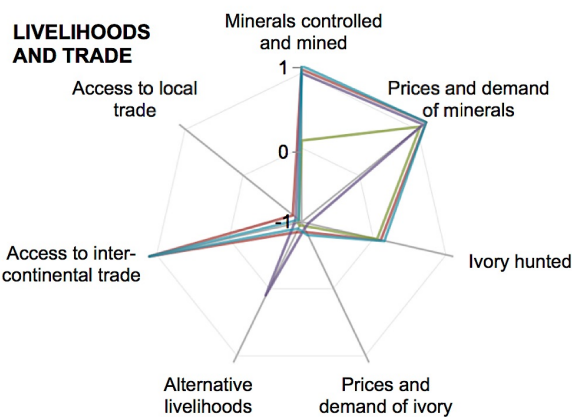 LIVELIHOODS
AND TRADE
Minerals controlled
and mined
Access to local
trade
Prices and demand
of minerals
1
0
-1
Access to inter-
continental trade
Ivory hunted
Alternative
livelihoods
Prices and
demand of ivory